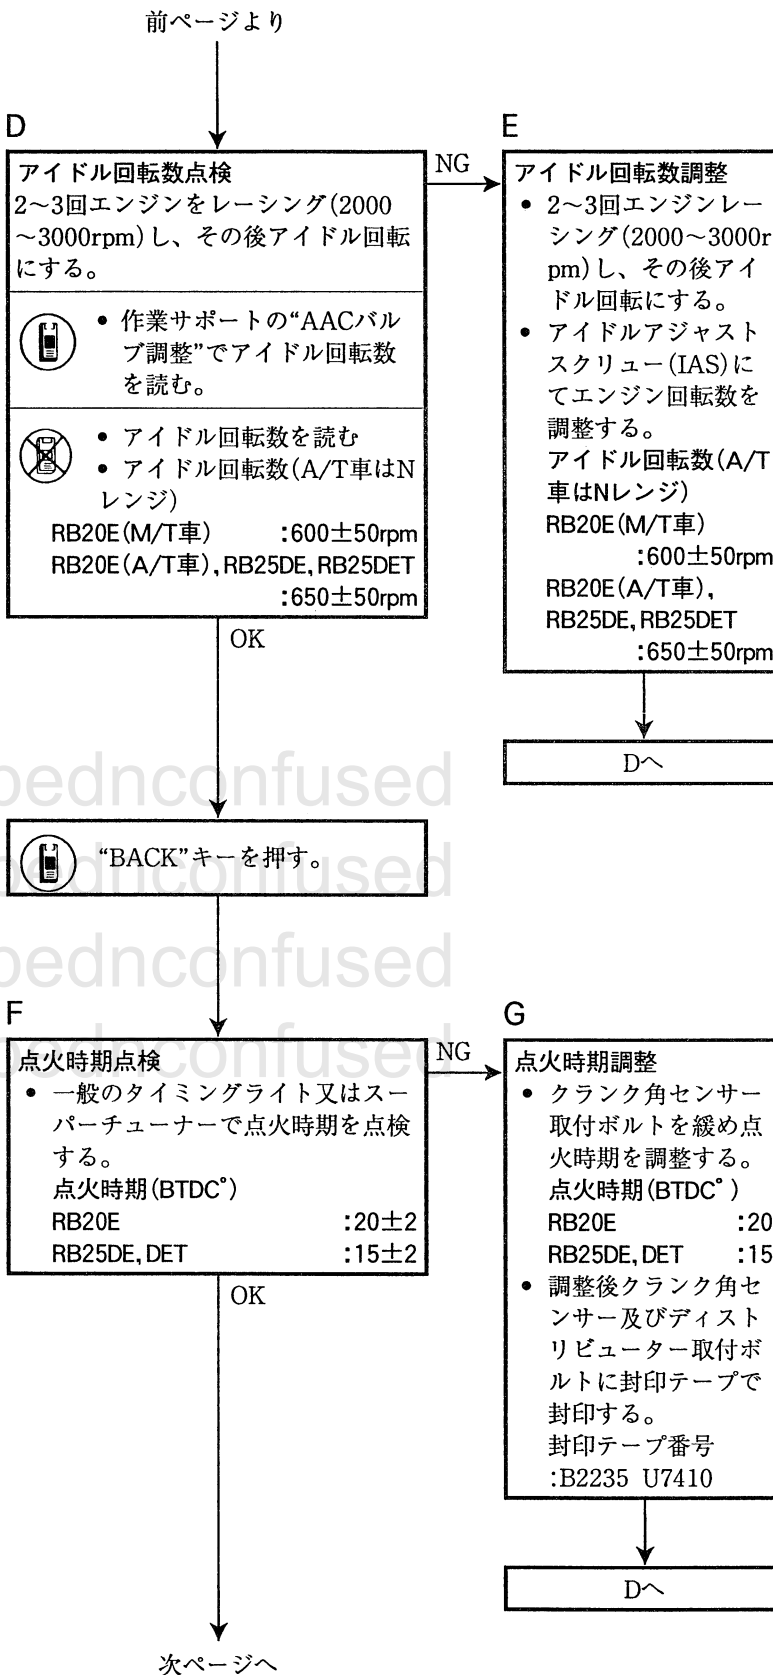 前ページより
D
アイドル回転数点検
2～3回エンジンをレーシング(2000
～3000rpm)し、その後アイドル回転
にする。
• 作業サポートの“AACバル
ブ調整”でアイドル回転数
を読む。
• アイドル回転数を読む
• アイドル回転数(A/T車はN
レンジ)
RB20E(M/T車) :600±50rpm
RB20E(A/T車),RB25DE,RB25DET
:650±50rpm
NG
OK
E
アイドル回転数調整
• 2～3回エンジンレー
シング(2000～3000r
pm)し、その後アイ
ドル回転にする。
• アイドルアジャスト
スクリュー(IAS)に
てエンジン回転数を
調整する。
アイドル回転数(A/T
車はNレンジ)
RB20E(M/T車)
:600±50rpm
RB20E(A/T車),
RB25DE,RB25DET
:650±50rpm
Dへ
“BACK”キーを押す。
pednconfused
pednconfused
pednconfused
pednconfused
F
点火時期点検
• 一般のタイミングライト又はスー
パーチューナーで点火時期を点検
する。
点火時期(BTDC°)
RB20E :20±2
RB25DE,DET :15±2
NG
OK
G
点火時期調整
• クランク角センサー
取付ボルトを緩め点
火時期を調整する。
点火時期(BTDC°)
RB20E :20
RB25DE,DET :15
• 調整後クランク角セ
ンサー及びディスト
リビューター取付ボ
ルトに封印テープで
封印する。
封印テープ番号
:B2235 U7410
Dへ
次ページへ